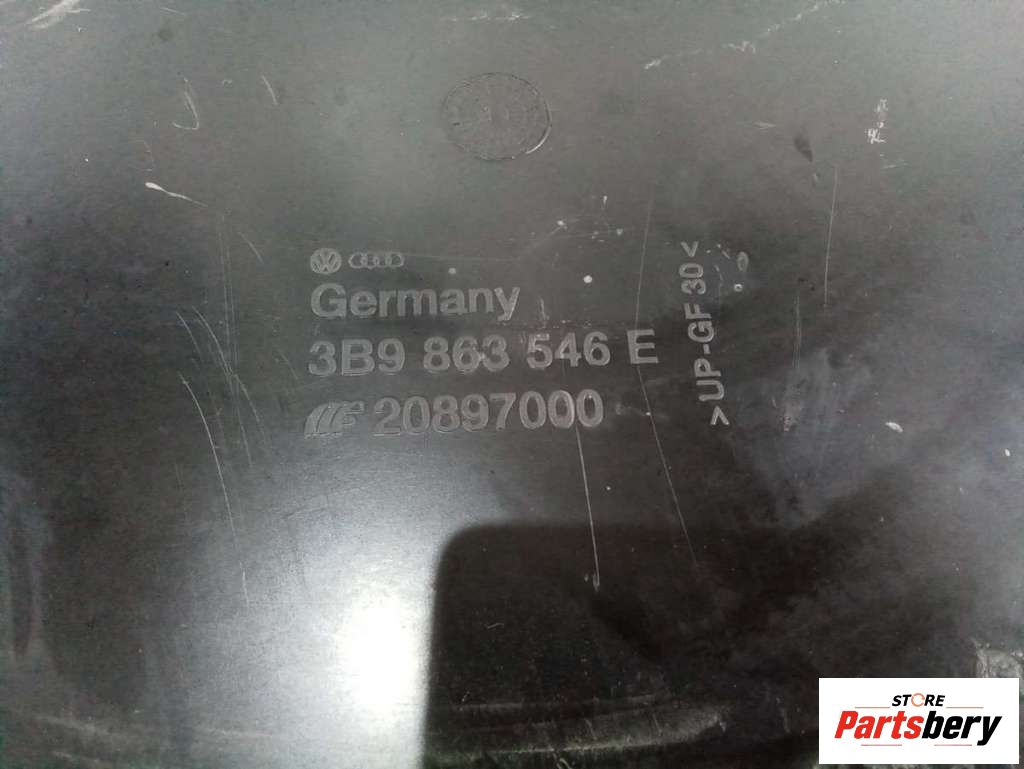 Germany
3B9 863 546 E
20897000
>UP-GF 30<
STORE
Partsbery